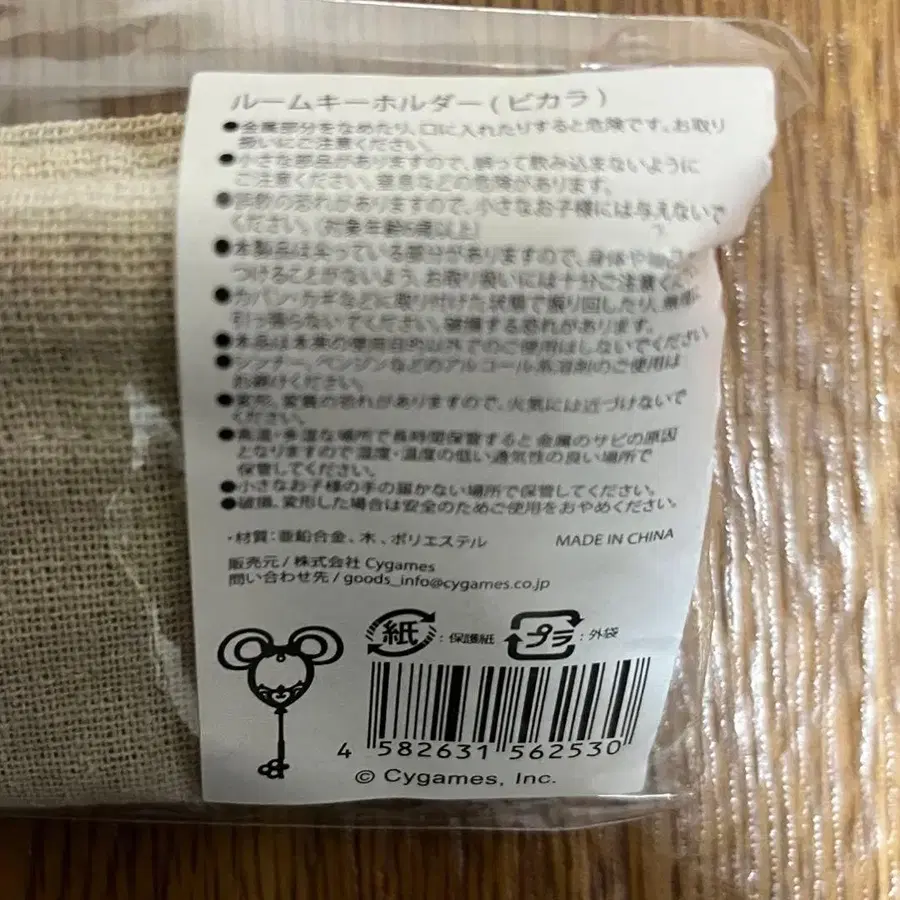 ルームキーホルダー(ビカラ)
●金属部分をなめたり、口に入れたりすると危険です。お取り
扱いにご注意ください。
●小さな部品がありますので、誤って飲み込まないように
ご注意ください。窒息などの危険があります。
●誤飲の恐れがありますので、小さなお子様には与えないで
ください。(対象年齢6歳以上)
●本製品は尖っている部分がありますので、身体や
つけることがないよう、お取り扱いには十分ご注意く
●カバン・カギなどに取り付けた状態で振り回したり、無理に
引っ張らないでください。破損する恐れがあります。
●本品は本来の使用目的以外でのご使用はしないでください
●シンナー、ベンジンなどのアルコール系溶剤のご使用は
お避けください。
●変形、変質の恐れがありますので、火気には近づけないで
ください。
●高温・多湿な場所で長時間保管すると金属のサビの原因
となりますので温度・湿度の低い通気性の良い場所で
保管してください。
●小さなお子様の手の届かない場所で保管してください。
●破損、変形した場合は安全のためご使用をおやめください。
・材質:亜鉛合金、木、ポリエステル MADE IN CHINA
販売元/株式会社 Cygames
問い合わせ先/goods_info@cygames.co.jp
紙:保護紙 プラ:外袋
4 582631 562530
© Cygames, Inc.